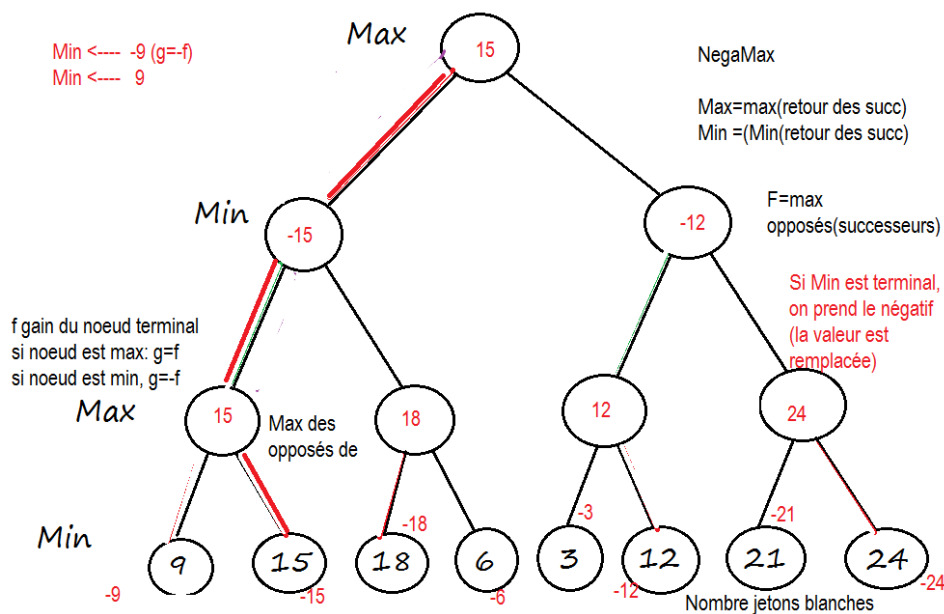 Max
15
Min <---- -9 (g=-f)
Min <---- 9
NegaMax
Max=max(retour des succ)
Min =(Min(retour des succ)
Min
-15
-12
F=max
opposés(successeurs)
Si Min est terminal,
on prend le négatif
(la valeur est
remplacée)
f gain du noeud terminal
si noeud est max: g=f
si noeud est min, g=-f
Max
15
Max des
opposés de
18
12
24
Min
9
15
18
6
3
12
21
24
-9
-15
-18
-6
-3
-12
-21
-24
Nombre jetons blanches